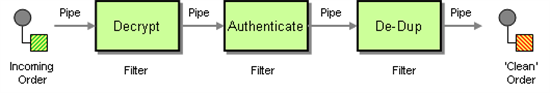 Pipe
Pipe
Pipe
Pipe
Decrypt
Authenticate
De-Dup
Incoming
Order
Filter
Filter
Filter
'Clean'
Order